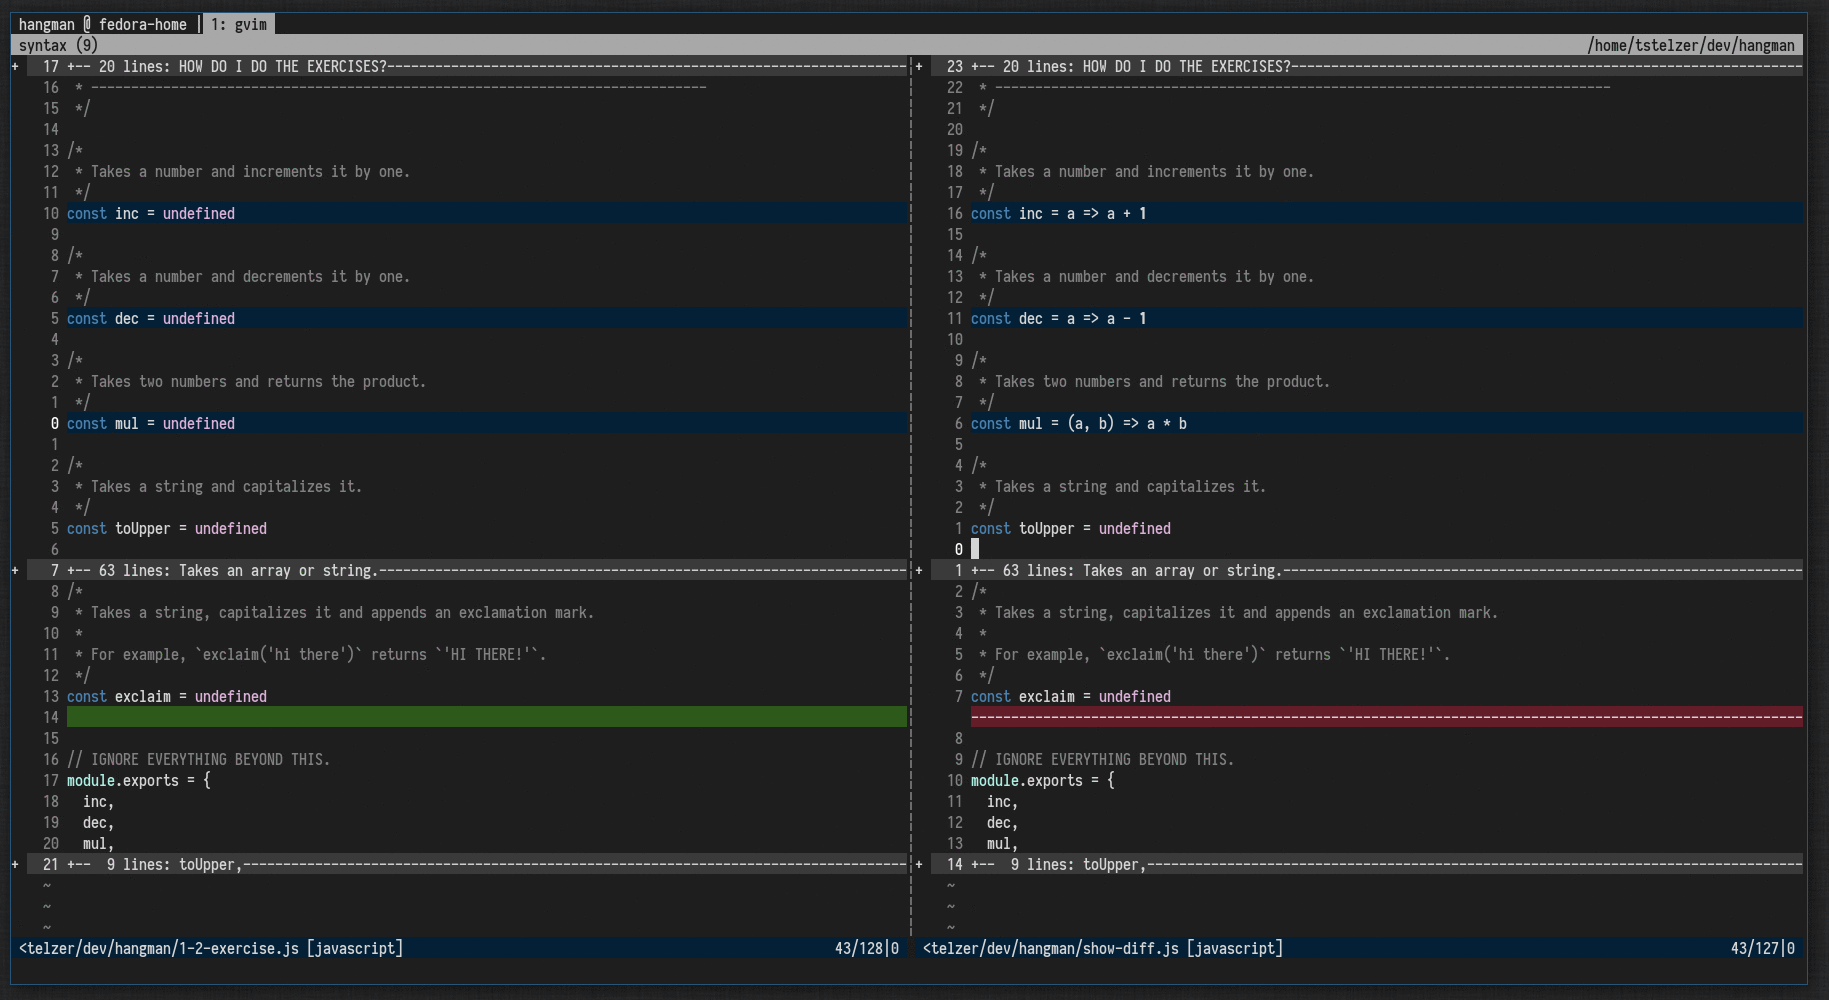 hangman @ fedora-home | 1: gvim
syntax (9) /home/tstelzer/dev/hangman
+ 17 +-- 20 lines: HOW DO I DO THE EXERCISES?-----------------------------------------------------------------
16  * -----------------------------------------------------------------------------
15  */
14
13 /*
12  * Takes a number and increments it by one.
11  */
10 const inc = undefined
9
8 /*
7  * Takes a number and decrements it by one.
6  */
5 const dec = undefined
4
3 /*
2  * Takes two numbers and returns the product.
1  */
0 const mul = undefined
1
2 /*
3  * Takes a string and capitalizes it.
4  */
5 const toUpper = undefined
6
+ 7 +-- 63 lines: Takes an array or string.------------------------------------------------------------------
8 /*
9  * Takes a string, capitalizes it and appends an exclamation mark.
10  *
11  * For example, `exclaim('hi there')` returns `'HI THERE!'`.
12  */
13 const exclaim = undefined
14
15
16 // IGNORE EVERYTHING BEYOND THIS.
17 module.exports = {
18   inc,
19   dec,
20   mul,
+ 21 +--  9 lines: toUpper,-----------------------------------------------------------------------------------
~
~
~
<telzer/dev/hangman/1-2-exercise.js [javascript] 43/128|0
+ 23 +-- 20 lines: HOW DO I DO THE EXERCISES?----------------------------------------------------------------
22  * -----------------------------------------------------------------------------
21  */
20
19 /*
18  * Takes a number and increments it by one.
17  */
16 const inc = a => a + 1
15
14 /*
13  * Takes a number and decrements it by one.
12  */
11 const dec = a => a - 1
10
9 /*
8  * Takes two numbers and returns the product.
7  */
6 const mul = (a, b) => a * b
5
4 /*
3  * Takes a string and capitalizes it.
2  */
1 const toUpper = undefined
0
+ 1 +-- 63 lines: Takes an array or string.-----------------------------------------------------------------
2 /*
3  * Takes a string, capitalizes it and appends an exclamation mark.
4  *
5  * For example, `exclaim('hi there')` returns `'HI THERE!'`.
6  */
7 const exclaim = undefined
--------------------------------------------------------------------------------------------------------
8
9 // IGNORE EVERYTHING BEYOND THIS.
10 module.exports = {
11   inc,
12   dec,
13   mul,
+ 14 +--  9 lines: toUpper,----------------------------------------------------------------------------------
~
~
~
<telzer/dev/hangman/show-diff.js [javascript] 43/127|0